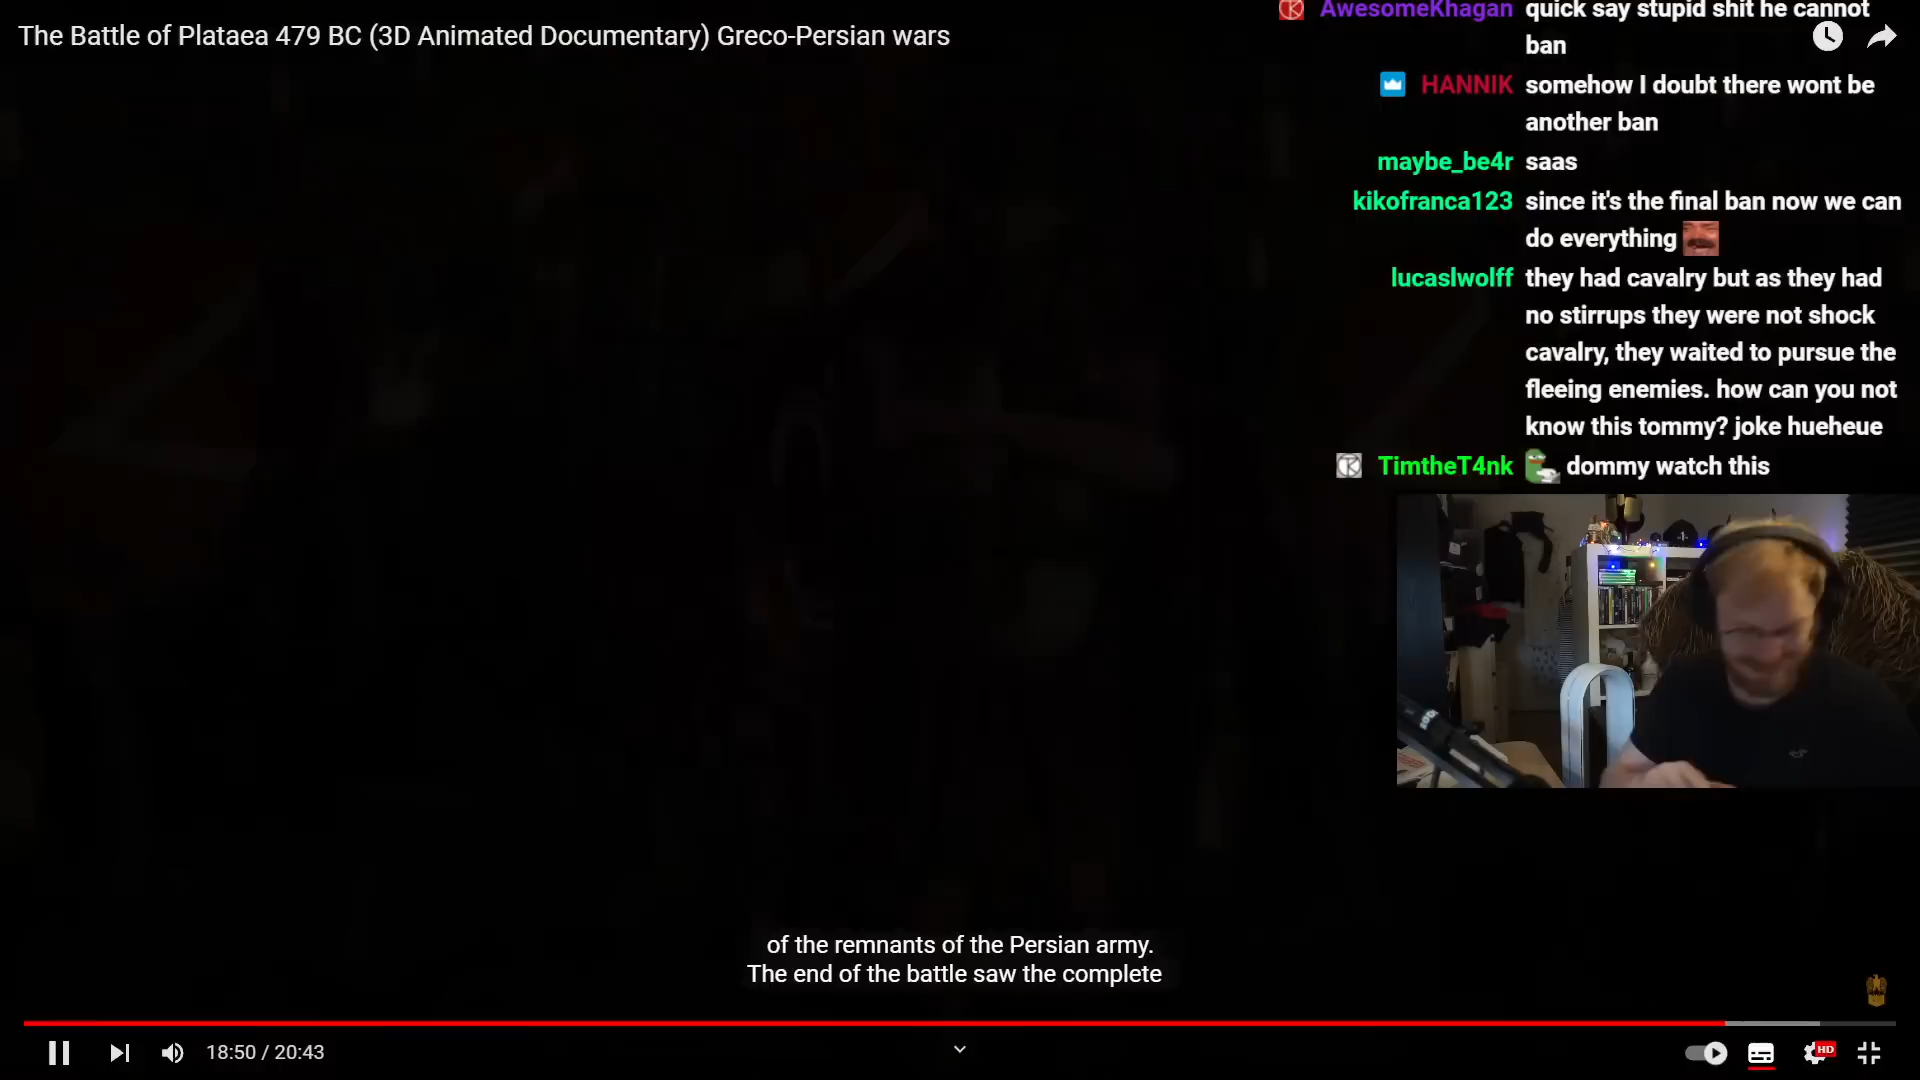 The Battle of Plataea 479 BC (3D Animated Documentary) Greco-Persian wars
AwesomeKhagan quick say stupid shit he cannot
ban
HANNIK somehow I doubt there wont be
another ban
maybe_be4r saas
kikofranca123 since it's the final ban now we can
do everything
lucaslwolff they had cavalry but as they had
no stirrups they were not shock
cavalry, they waited to pursue the
fleeing enemies. how can you not
know this tommy? joke hueheue
TimtheT4nk dommy watch this
of the remnants of the Persian army.
The end of the battle saw the complete
18:50 / 20:43
HD